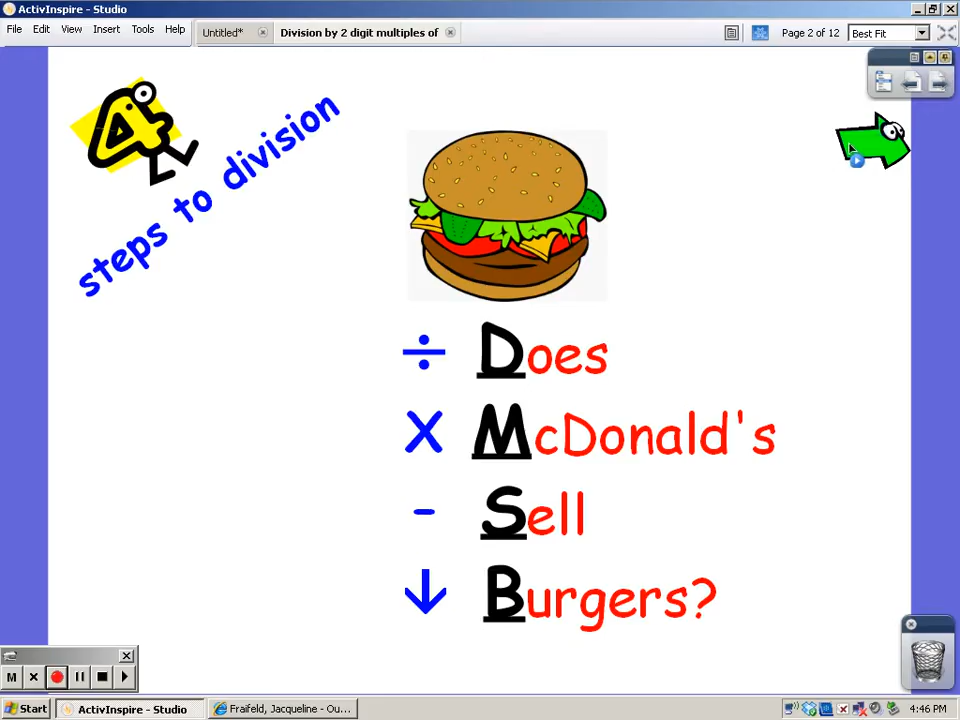 ActivInspire - Studio
File Edit View Insert Tools Help
Untitled* Division by 2 digit multiples of
Page 2 of 12 Best Fit
4
steps to division
÷ Does
X McDonald's
- Sell
↓ Burgers?
M
Start ActivInspire - Studio Fraifeld, Jacqueline - Ou... 4:46 PM